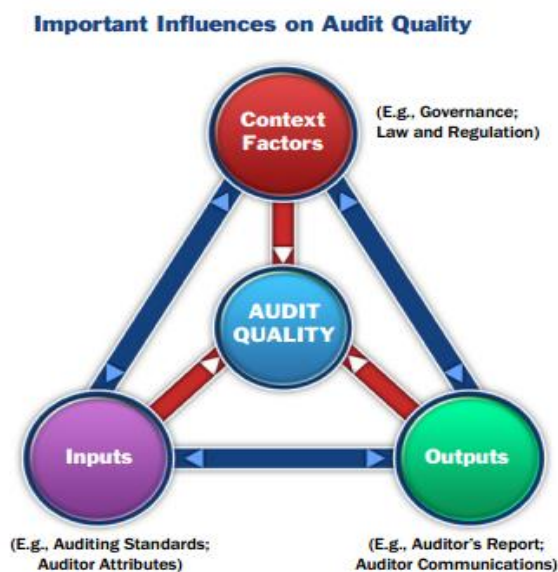 Important Influences on Audit Quality
Context
Factors
(E.g., Governance;
Law and Regulation)
AUDIT
QUALITY
Inputs
Outputs
(E.g., Auditing Standards;
Auditor Attributes)
(E.g., Auditor's Report;
Auditor Communications)